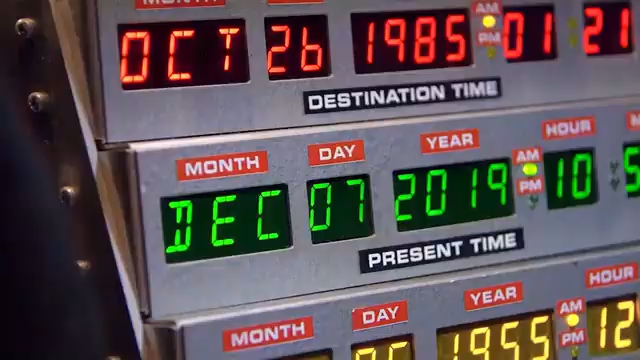 MONTH
AM
OCT 26 1985 PM 01 21
DESTINATION TIME
MONTH DAY YEAR HOUR
AM
DEC 07 2019 PM 10
PRESENT TIME
MONTH DAY YEAR HOUR
AM
1955 PM 12